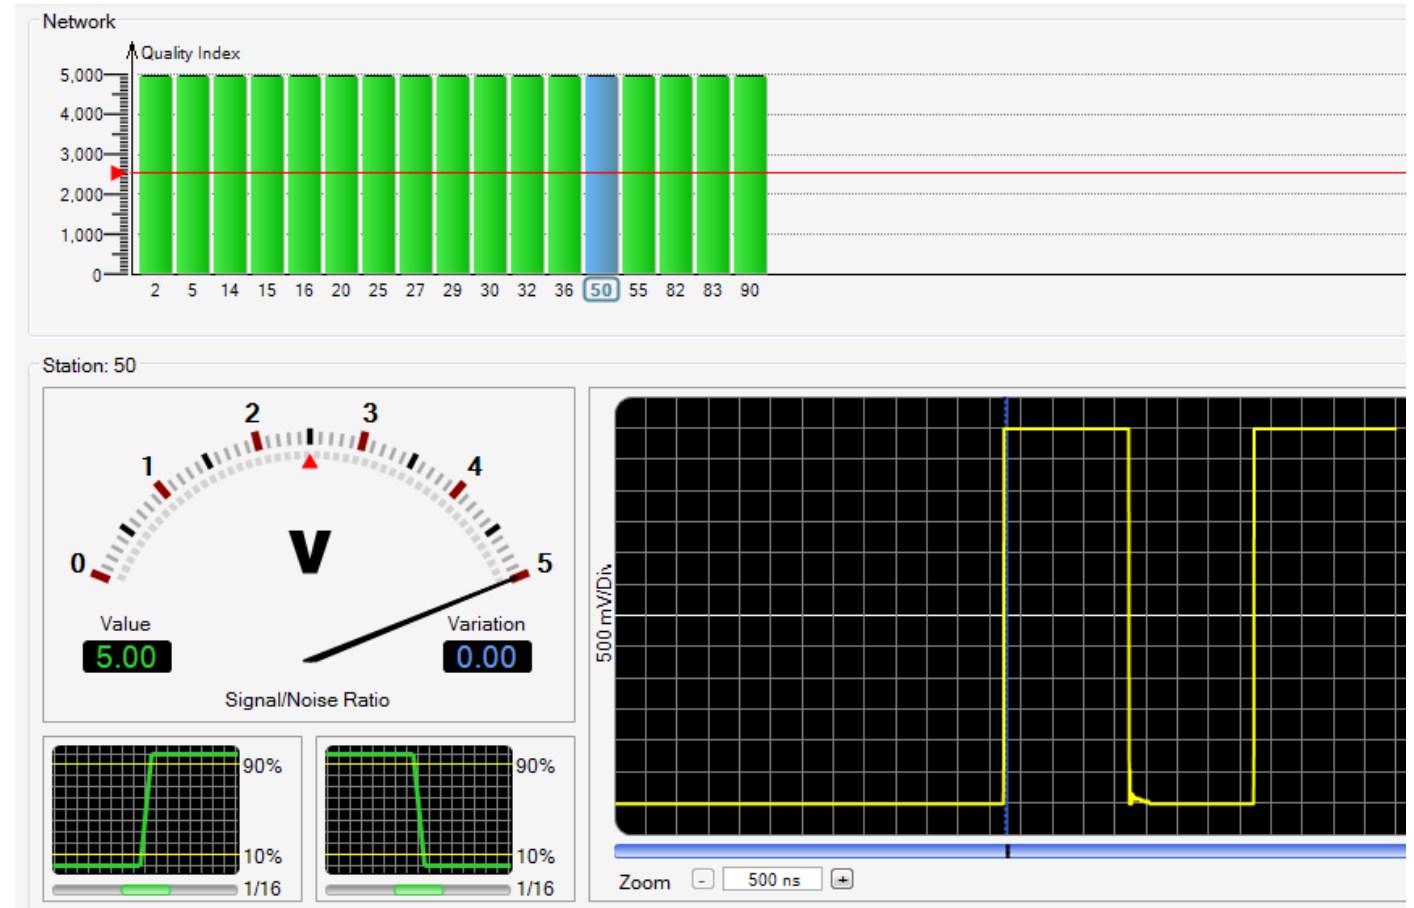 Network
Quality Index
5,000
4,000
3,000
2,000
1,000
0
2 5 14 15 16 20 25 27 29 30 32 36 50 55 82 83 90
Station: 50
0 1 2 3 4 5
V
Value
5.00
Variation
0.00
Signal/Noise Ratio
90%
10%
1/16
90%
10%
1/16
500 mV/Div.
Zoom - 500 ns +